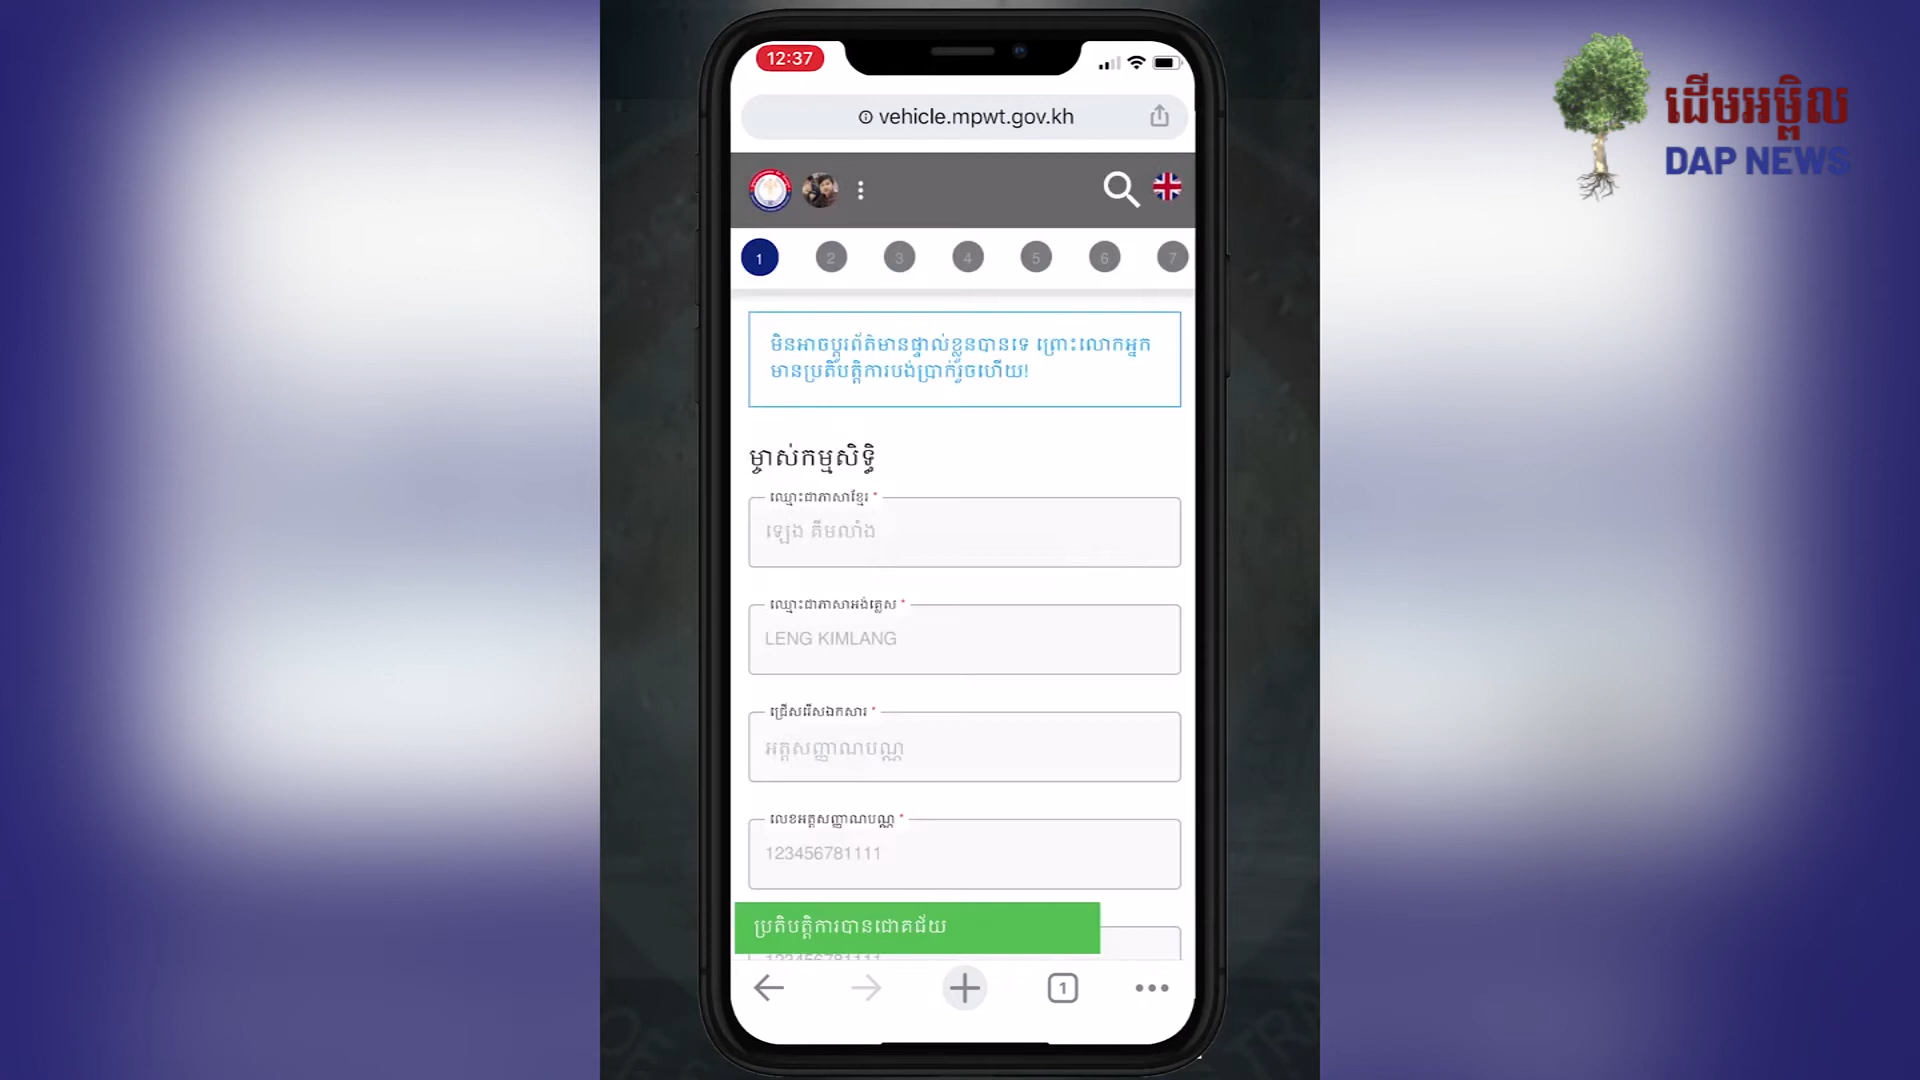 12:37
vehicle.mpwt.gov.kh
ដើមអម្ពិល
DAP NEWS
1 2 3 4 5 6 7
មិនអាចប្ដូរព័ត៌មានផ្ទាល់ខ្លួនបានទេ ព្រោះលោកអ្នក
មានប្រតិបត្តិការបង់ប្រាក់រួចហើយ!
ម្ចាស់កម្មសិទ្ធិ
ឈ្មោះជាភាសាខ្មែរ *
ឡេង គីមលាំង
ឈ្មោះជាភាសាអង់គ្លេស *
LENG KIMLANG
ជ្រើសរើសឯកសារ *
អត្តសញ្ញាណបណ្ណ
លេខអត្តសញ្ញាណបណ្ណ *
123456781111
ប្រតិបត្តិការបានជោគជ័យ
123456781111
1